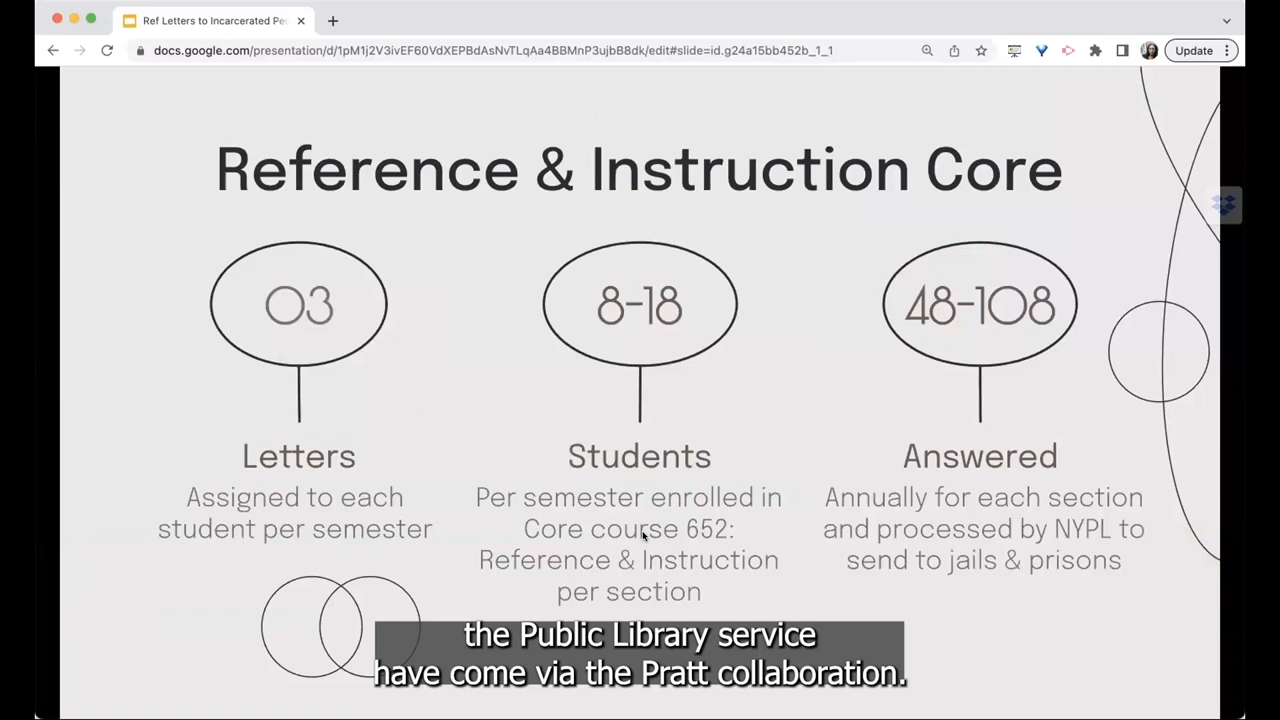 Ref Letters to Incarcerated Pe
docs.google.com/presentation/d/1pM1j2V3ivEF60VdXEPBdAsNvTLqAa4BBMnP3ujbB8dk/edit#slide=id.g24a15bb452b_1_1
Update
Reference & Instruction Core
03
8-18
48-108
Letters
Students
Answered
Assigned to each
student per semester
Per semester enrolled in
Core course 652:
Reference & Instruction
per section
Annually for each section
and processed by NYPL to
send to jails & prisons
the Public Library service
have come via the Pratt collaboration.